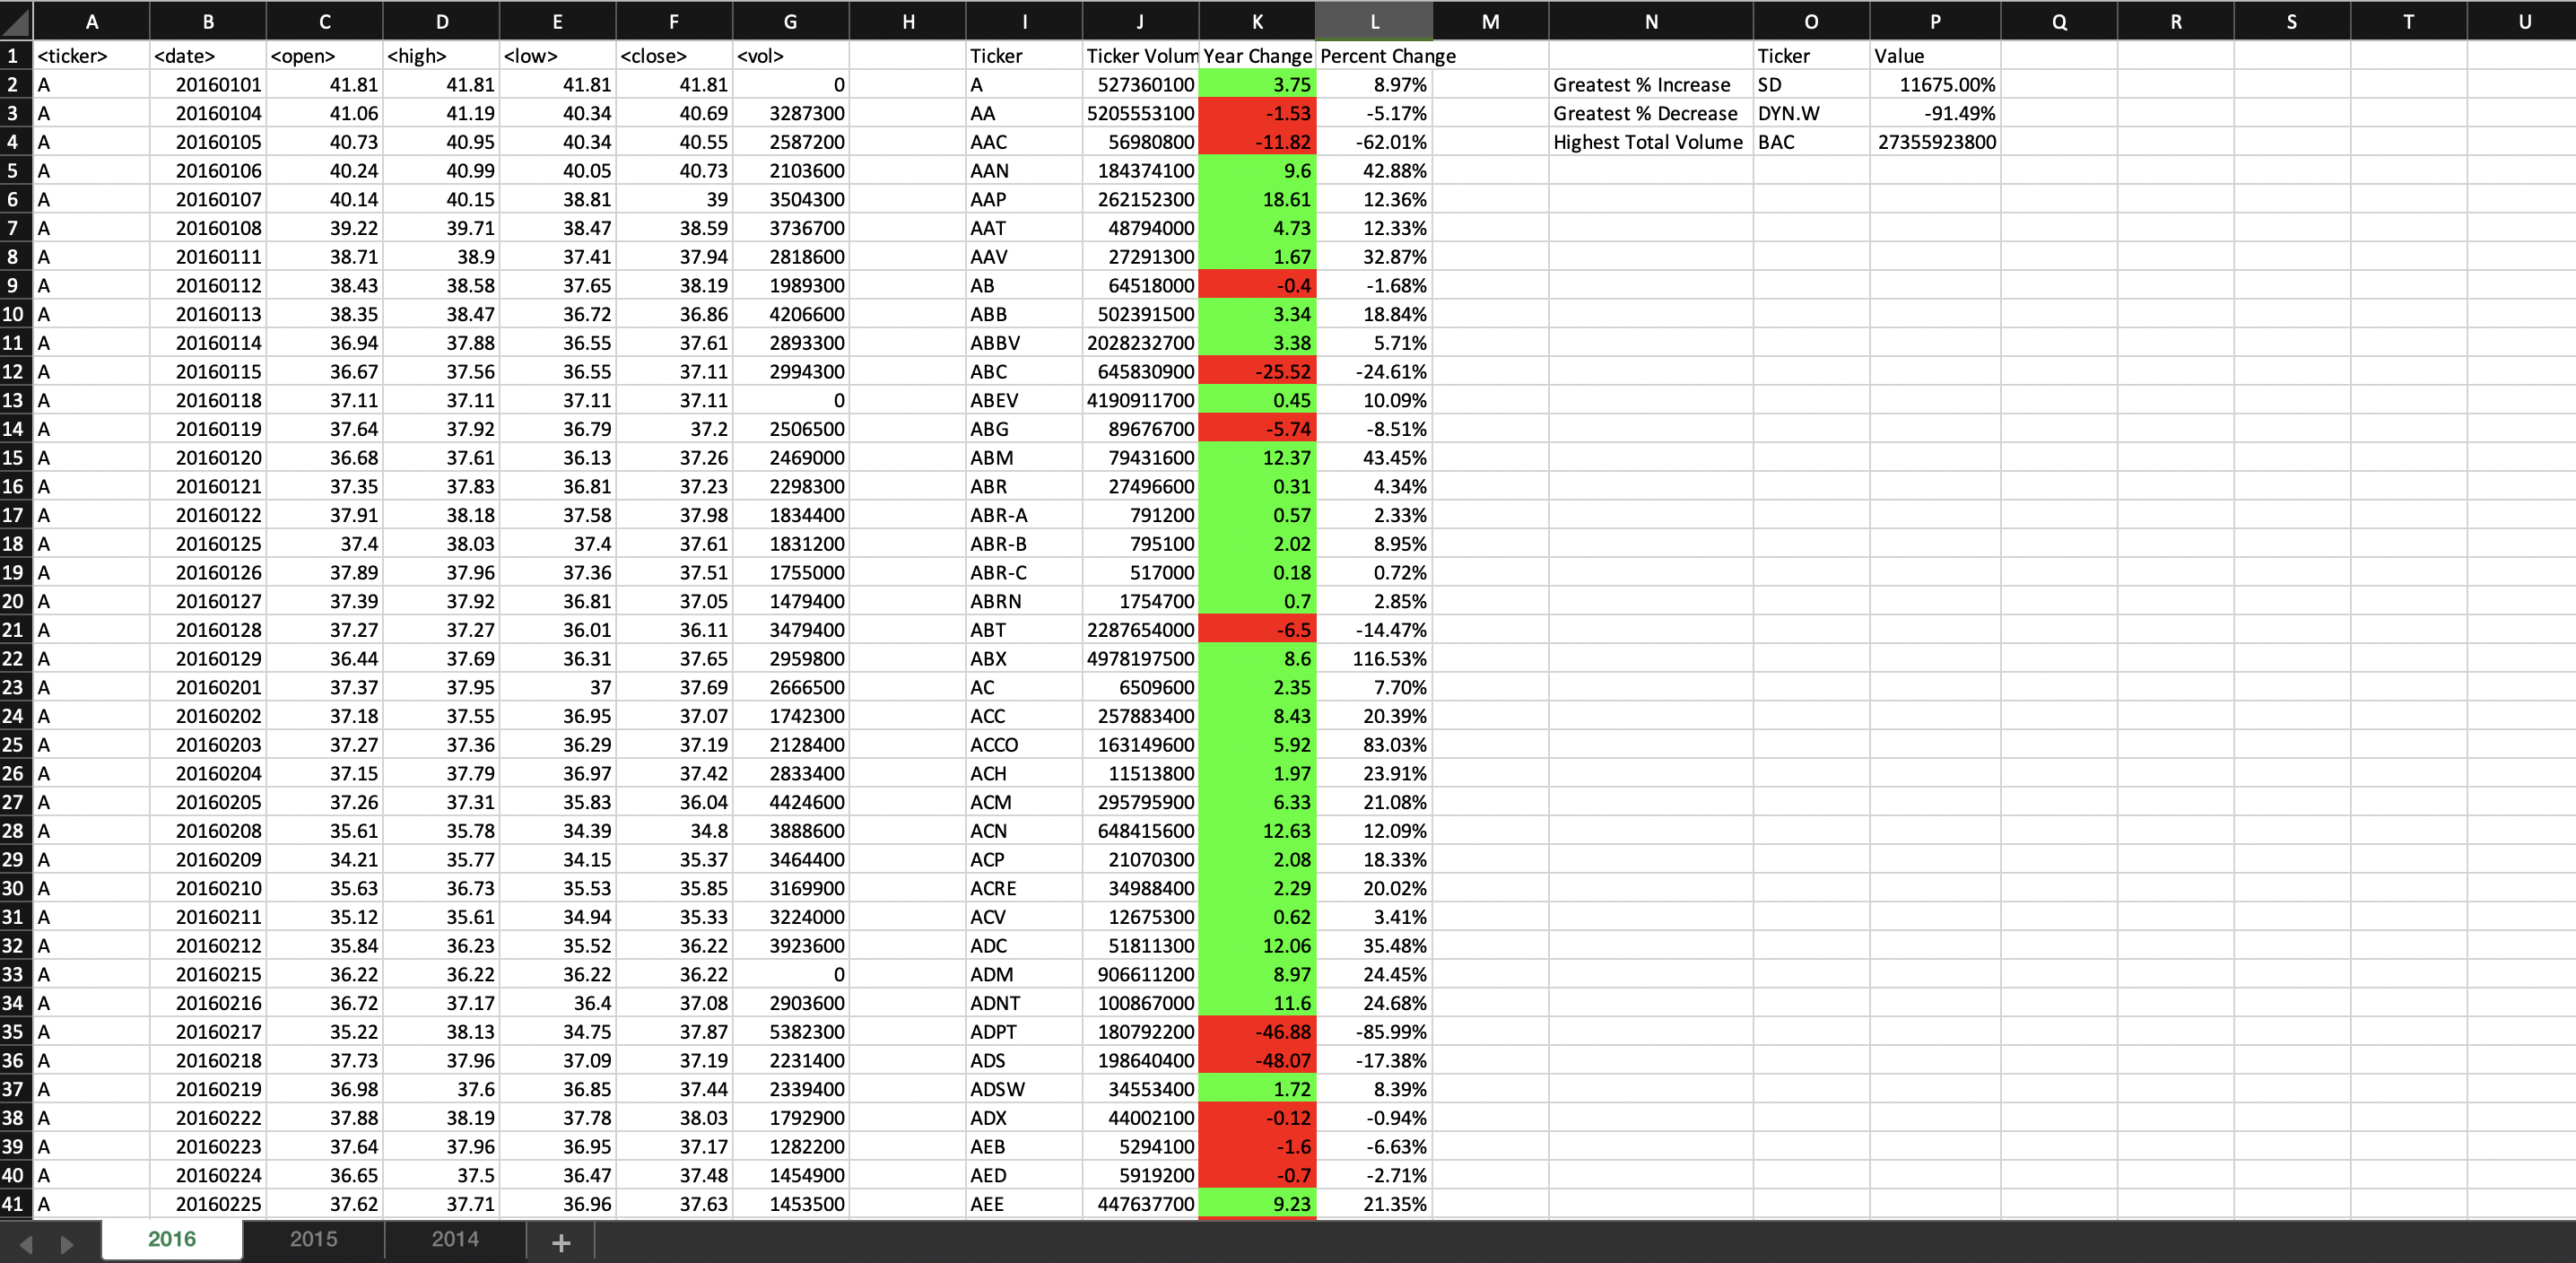 A B C D E F G H I J K L M N O P Q R S T U
1 <ticker> <date> <open> <high> <low> <close> <vol> Ticker Ticker Volum Year Change Percent Change Ticker Value
2 A 20160101 41.81 41.81 41.81 41.81 0 A 527360100 3.75 8.97% Greatest % Increase SD 11675.00%
3 A 20160104 41.06 41.19 40.34 40.69 3287300 AA 5205553100 -1.53 -5.17% Greatest % Decrease DYN.W -91.49%
4 A 20160105 40.73 40.95 40.34 40.55 2587200 AAC 56980800 -11.82 -62.01% Highest Total Volume BAC 27355923800
5 A 20160106 40.24 40.99 40.05 40.73 2103600 AAN 184374100 9.6 42.88%
6 A 20160107 40.14 40.15 38.81 39 3504300 AAP 262152300 18.61 12.36%
7 A 20160108 39.22 39.71 38.47 38.59 3736700 AAT 48794000 4.73 12.33%
8 A 20160111 38.71 38.9 37.41 37.94 2818600 AAV 27291300 1.67 32.87%
9 A 20160112 38.43 38.58 37.65 38.19 1989300 AB 64518000 -0.4 -1.68%
10 A 20160113 38.35 38.47 36.72 36.86 4206600 ABB 502391500 3.34 18.84%
11 A 20160114 36.94 37.88 36.55 37.61 2893300 ABBV 2028232700 3.38 5.71%
12 A 20160115 36.67 37.56 36.55 37.11 2994300 ABC 645830900 -25.52 -24.61%
13 A 20160118 37.11 37.11 37.11 37.11 0 ABEV 4190911700 0.45 10.09%
14 A 20160119 37.64 37.92 36.79 37.2 2506500 ABG 89676700 -5.74 -8.51%
15 A 20160120 36.68 37.61 36.13 37.26 2469000 ABM 79431600 12.37 43.45%
16 A 20160121 37.35 37.83 36.81 37.23 2298300 ABR 27496600 0.31 4.34%
17 A 20160122 37.91 38.18 37.58 37.98 1834400 ABR-A 791200 0.57 2.33%
18 A 20160125 37.4 38.03 37.4 37.61 1831200 ABR-B 795100 2.02 8.95%
19 A 20160126 37.89 37.96 37.36 37.51 1755000 ABR-C 517000 0.18 0.72%
20 A 20160127 37.39 37.92 36.81 37.05 1479400 ABRN 1754700 0.7 2.85%
21 A 20160128 37.27 37.27 36.01 36.11 3479400 ABT 2287654000 -6.5 -14.47%
22 A 20160129 36.44 37.69 36.31 37.65 2959800 ABX 4978197500 8.6 116.53%
23 A 20160201 37.37 37.95 37 37.69 2666500 AC 6509600 2.35 7.70%
24 A 20160202 37.18 37.55 36.95 37.07 1742300 ACC 257883400 8.43 20.39%
25 A 20160203 37.27 37.36 36.29 37.19 2128400 ACCO 163149600 5.92 83.03%
26 A 20160204 37.15 37.79 36.97 37.42 2833400 ACH 11513800 1.97 23.91%
27 A 20160205 37.26 37.31 35.83 36.04 4424600 ACM 295795900 6.33 21.08%
28 A 20160208 35.61 35.78 34.39 34.8 3888600 ACN 648415600 12.63 12.09%
29 A 20160209 34.21 35.77 34.15 35.37 3464400 ACP 21070300 2.08 18.33%
30 A 20160210 35.63 36.73 35.53 35.85 3169900 ACRE 34988400 2.29 20.02%
31 A 20160211 35.12 35.61 34.94 35.33 3224000 ACV 12675300 0.62 3.41%
32 A 20160212 35.84 36.23 35.52 36.22 3923600 ADC 51811300 12.06 35.48%
33 A 20160215 36.22 36.22 36.22 36.22 0 ADM 906611200 8.97 24.45%
34 A 20160216 36.72 37.17 36.4 37.08 2903600 ADNT 100867000 11.6 24.68%
35 A 20160217 35.22 38.13 34.75 37.87 5382300 ADPT 180792200 -46.88 -85.99%
36 A 20160218 37.73 37.96 37.09 37.19 2231400 ADS 198640400 -48.07 -17.38%
37 A 20160219 36.98 37.6 36.85 37.44 2339400 ADSW 34553400 1.72 8.39%
38 A 20160222 37.88 38.19 37.78 38.03 1792900 ADX 44002100 -0.12 -0.94%
39 A 20160223 37.64 37.96 36.95 37.17 1282200 AEB 5294100 -1.6 -6.63%
40 A 20160224 36.65 37.5 36.47 37.48 1454900 AED 5919200 -0.7 -2.71%
41 A 20160225 37.62 37.71 36.96 37.63 1453500 AEE 447637700 9.23 21.35%
2016 2015 2014 +